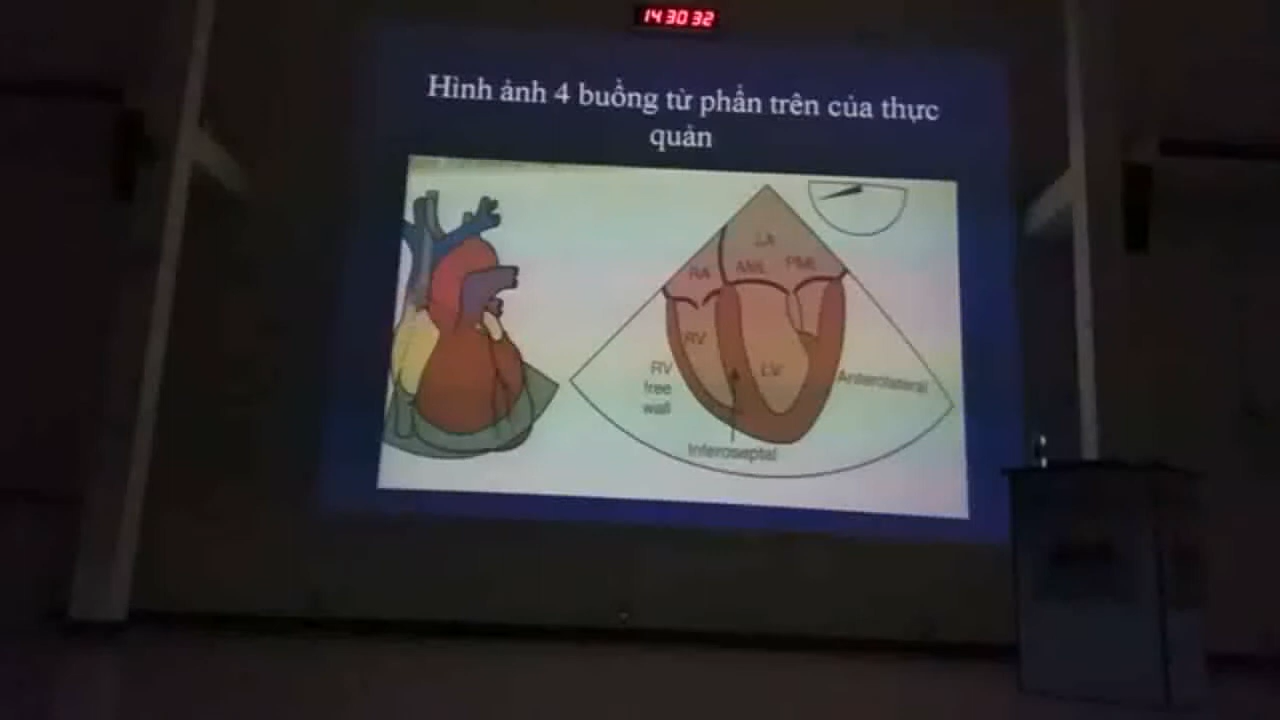 14 30 32
Hình ảnh 4 buồng từ phần trên của thực
quản
LA
RA AML PML
RV
RV
free
wall
LV
Anterolateral
Interoseptal